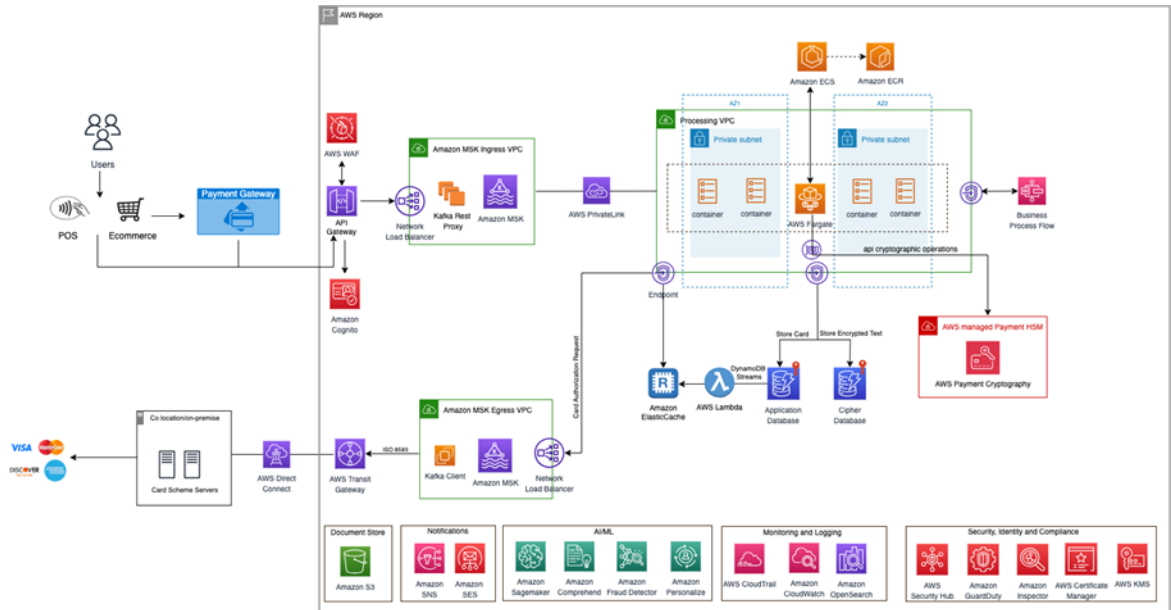 AWS Region
Amazon ECS
Amazon ECR
AZ1
AZ2
Processing VPC
Private subnet
Private subnet
Users
AWS WAF
Amazon MSK Ingress VPC
Payment Gateway
POS
Ecommerce
API
Gateway
Network
Load Balancer
Kafka Rest
Proxy
Amazon MSK
AWS PrivateLink
container
container
AWS Fargate
container
container
Business
Process Flow
api cryptographic operations
Amazon
Cognito
Endpoint
AWS managed Payment HSM
AWS Payment Cryptography
Store Card
Store Encrypted Text
Card Authorization Request
DynamoDB
Streams
R
Amazon
ElasticCache
AWS Lambda
Application
Database
Cipher
Database
Co location/on-premise
Card Scheme Servers
VISA
DISCOVER
AWS Direct
Connect
AWS Transit
Gateway
ISO 8583
Amazon MSK Egress VPC
Kafka Client
Amazon MSK
Network
Load Balancer
Document Store
Amazon S3
Notifications
Amazon
SNS
Amazon
SES
AI/ML
Amazon
Sagemaker
Amazon
Comprehend
Amazon
Fraud Detector
Amazon
Personalize
Monitoring and Logging
AWS CloudTrail
Amazon
CloudWatch
Amazon
OpenSearch
Security, Identity and Compliance
AWS
Security Hub
Amazon
GuardDuty
Amazon
Inspector
AWS Certificate
Manager
AWS KMS